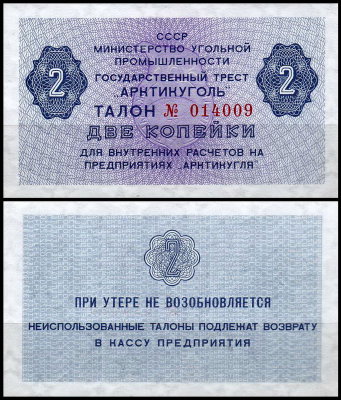 СССР
МИНИСТЕРСТВО УГОЛЬНОЙ
ПРОМЫШЛЕННОСТИ
ГОСУДАРСТВЕННЫЙ ТРЕСТ
"АРКТИКУГОЛЬ"
2 2
ТАЛОН № 014009
ДВЕ КОПЕЙКИ
ДЛЯ ВНУТРЕННИХ РАСЧЕТОВ НА
ПРЕДПРИЯТИЯХ "АРКТИКУГЛЯ"
2
ПРИ УТЕРЕ НЕ ВОЗОБНОВЛЯЕТСЯ
НЕИСПОЛЬЗОВАННЫЕ ТАЛОНЫ ПОДЛЕЖАТ ВОЗВРАТУ
В КАССУ ПРЕДПРИЯТИЯ